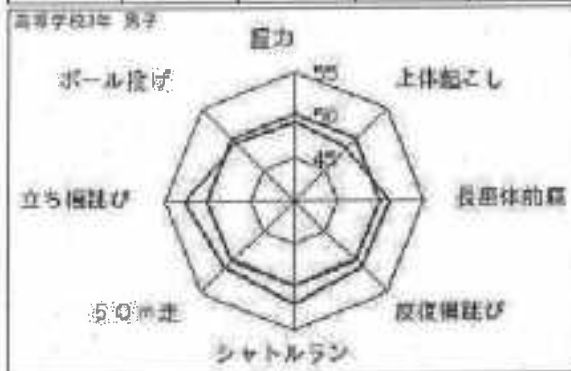 高等学校3年 男子
握力
55
ボール投げ
上体起こし
50
45
立ち幅跳び
長座体前屈
50m走
反復横跳び
シャトルラン